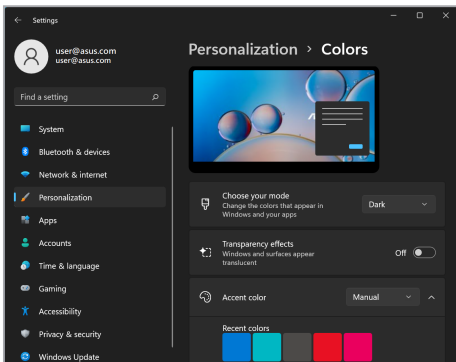 Settings
user@asus.com
user@asus.com
Find a setting
System
Bluetooth & devices
Network & internet
Personalization
Apps
Accounts
Time & language
Gaming
Accessibility
Privacy & security
Windows Update
Personalization > Colors
Choose your mode
Change the colors that appear in
Windows and your apps
Dark
Transparency effects
Windows and surfaces appear
translucent
Off
Accent color
Manual
Recent colors